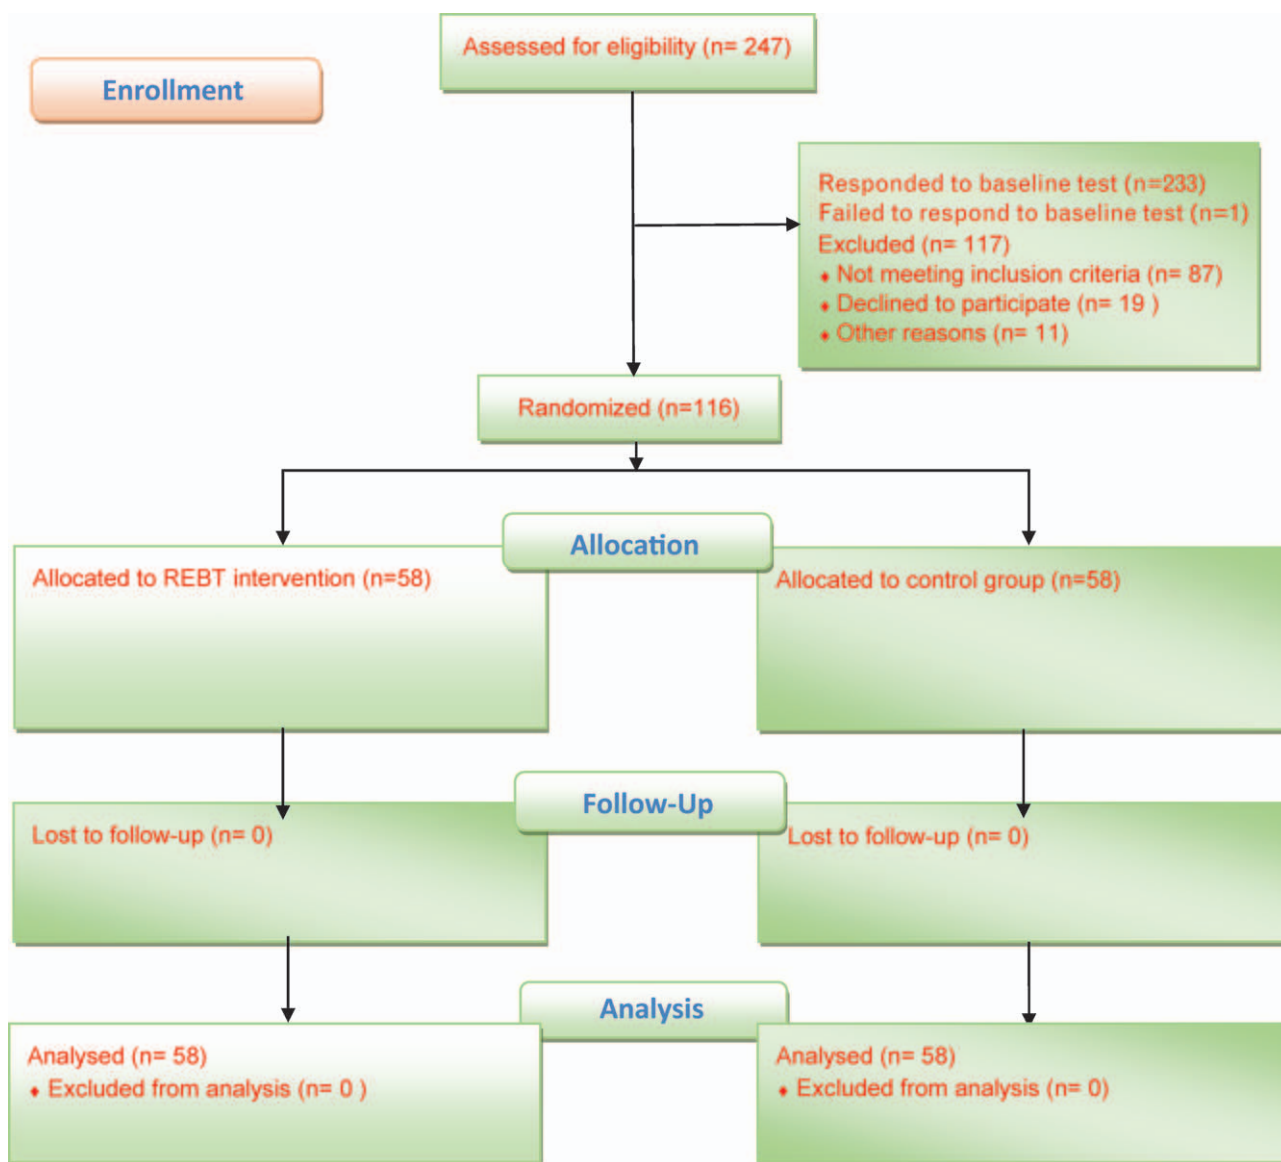 Assessed for eligibility (n= 247)
Enrollment
Responded to baseline test (n=233)
Failed to respond to baseline test (n=1)
Excluded (n= 117)
♦ Not meeting inclusion criteria (n= 87)
♦ Declined to participate (n= 19 )
♦ Other reasons (n= 11)
Randomized (n=116)
Allocation
Allocated to REBT intervention (n=58)
Allocated to control group (n=58)
Follow-Up
Lost to follow-up (n= 0)
Lost to follow-up (n= 0)
Analysis
Analysed (n= 58)
♦ Excluded from analysis (n= 0 )
Analysed (n= 58)
♦ Excluded from analysis (n= 0)